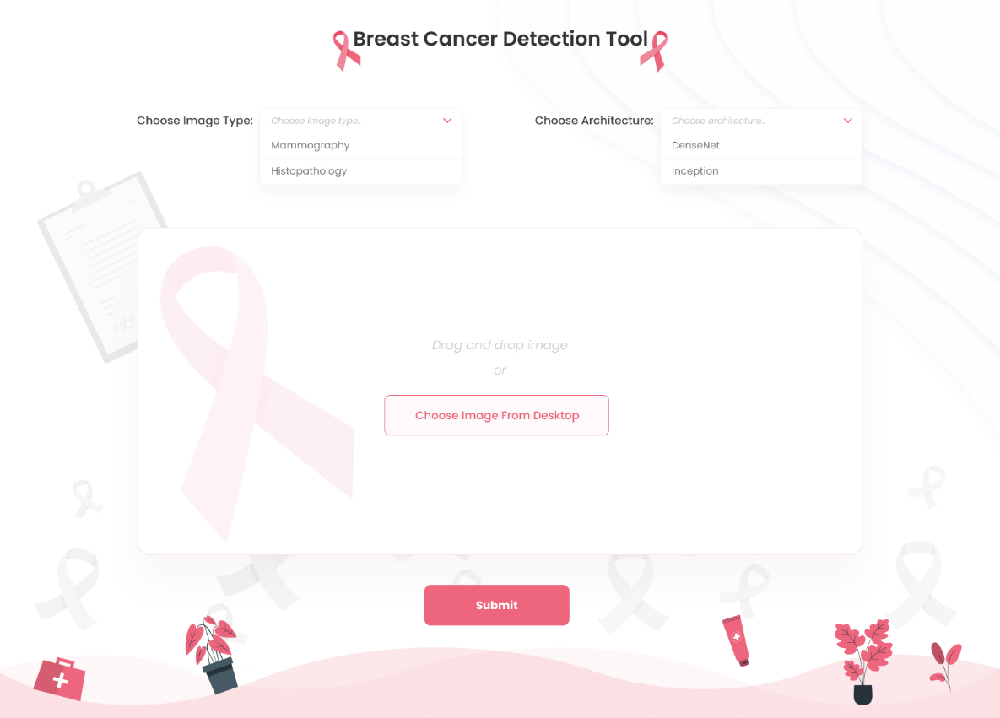 Breast Cancer Detection Tool
Choose Image Type:
Choose image type..
Mammography
Histopathology
Choose Architecture:
Choose architecture..
DenseNet
Inception
Drag and drop image
or
Choose Image From Desktop
Submit